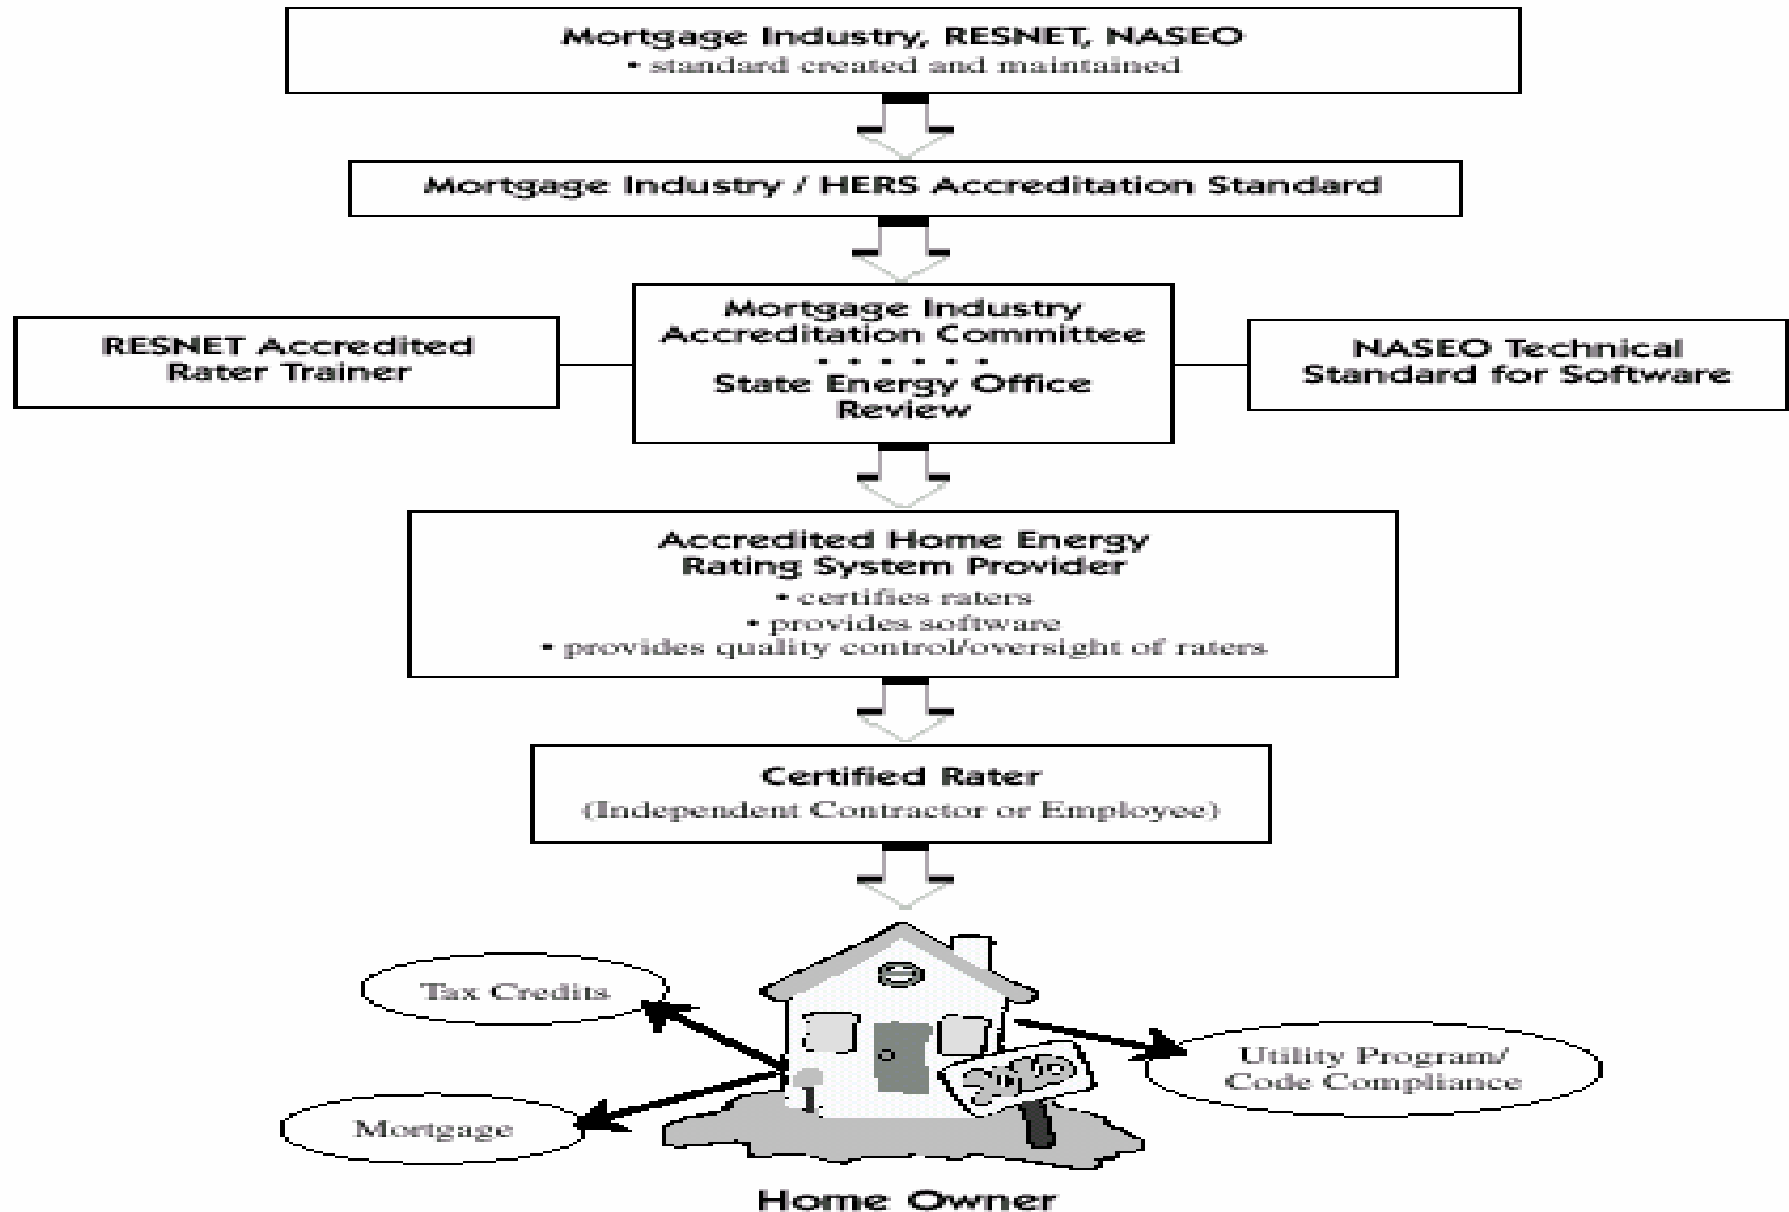 Mortgage Industry, RESNET, NASEO
• standard created and maintained
Mortgage Industry / HERS Accreditation Standard
RESNET Accredited
Rater Trainer
Mortgage Industry
Accreditation Committee
• • • • • •
State Energy Office
Review
NASEO Technical
Standard for Software
Accredited Home Energy
Rating System Provider
• certifies raters
• provides software
• provides quality control/oversight of raters
Certified Rater
(Independent Contractor or Employee)
Tax Credits
Mortgage
Utility Program/
Code Compliance
Home Owner